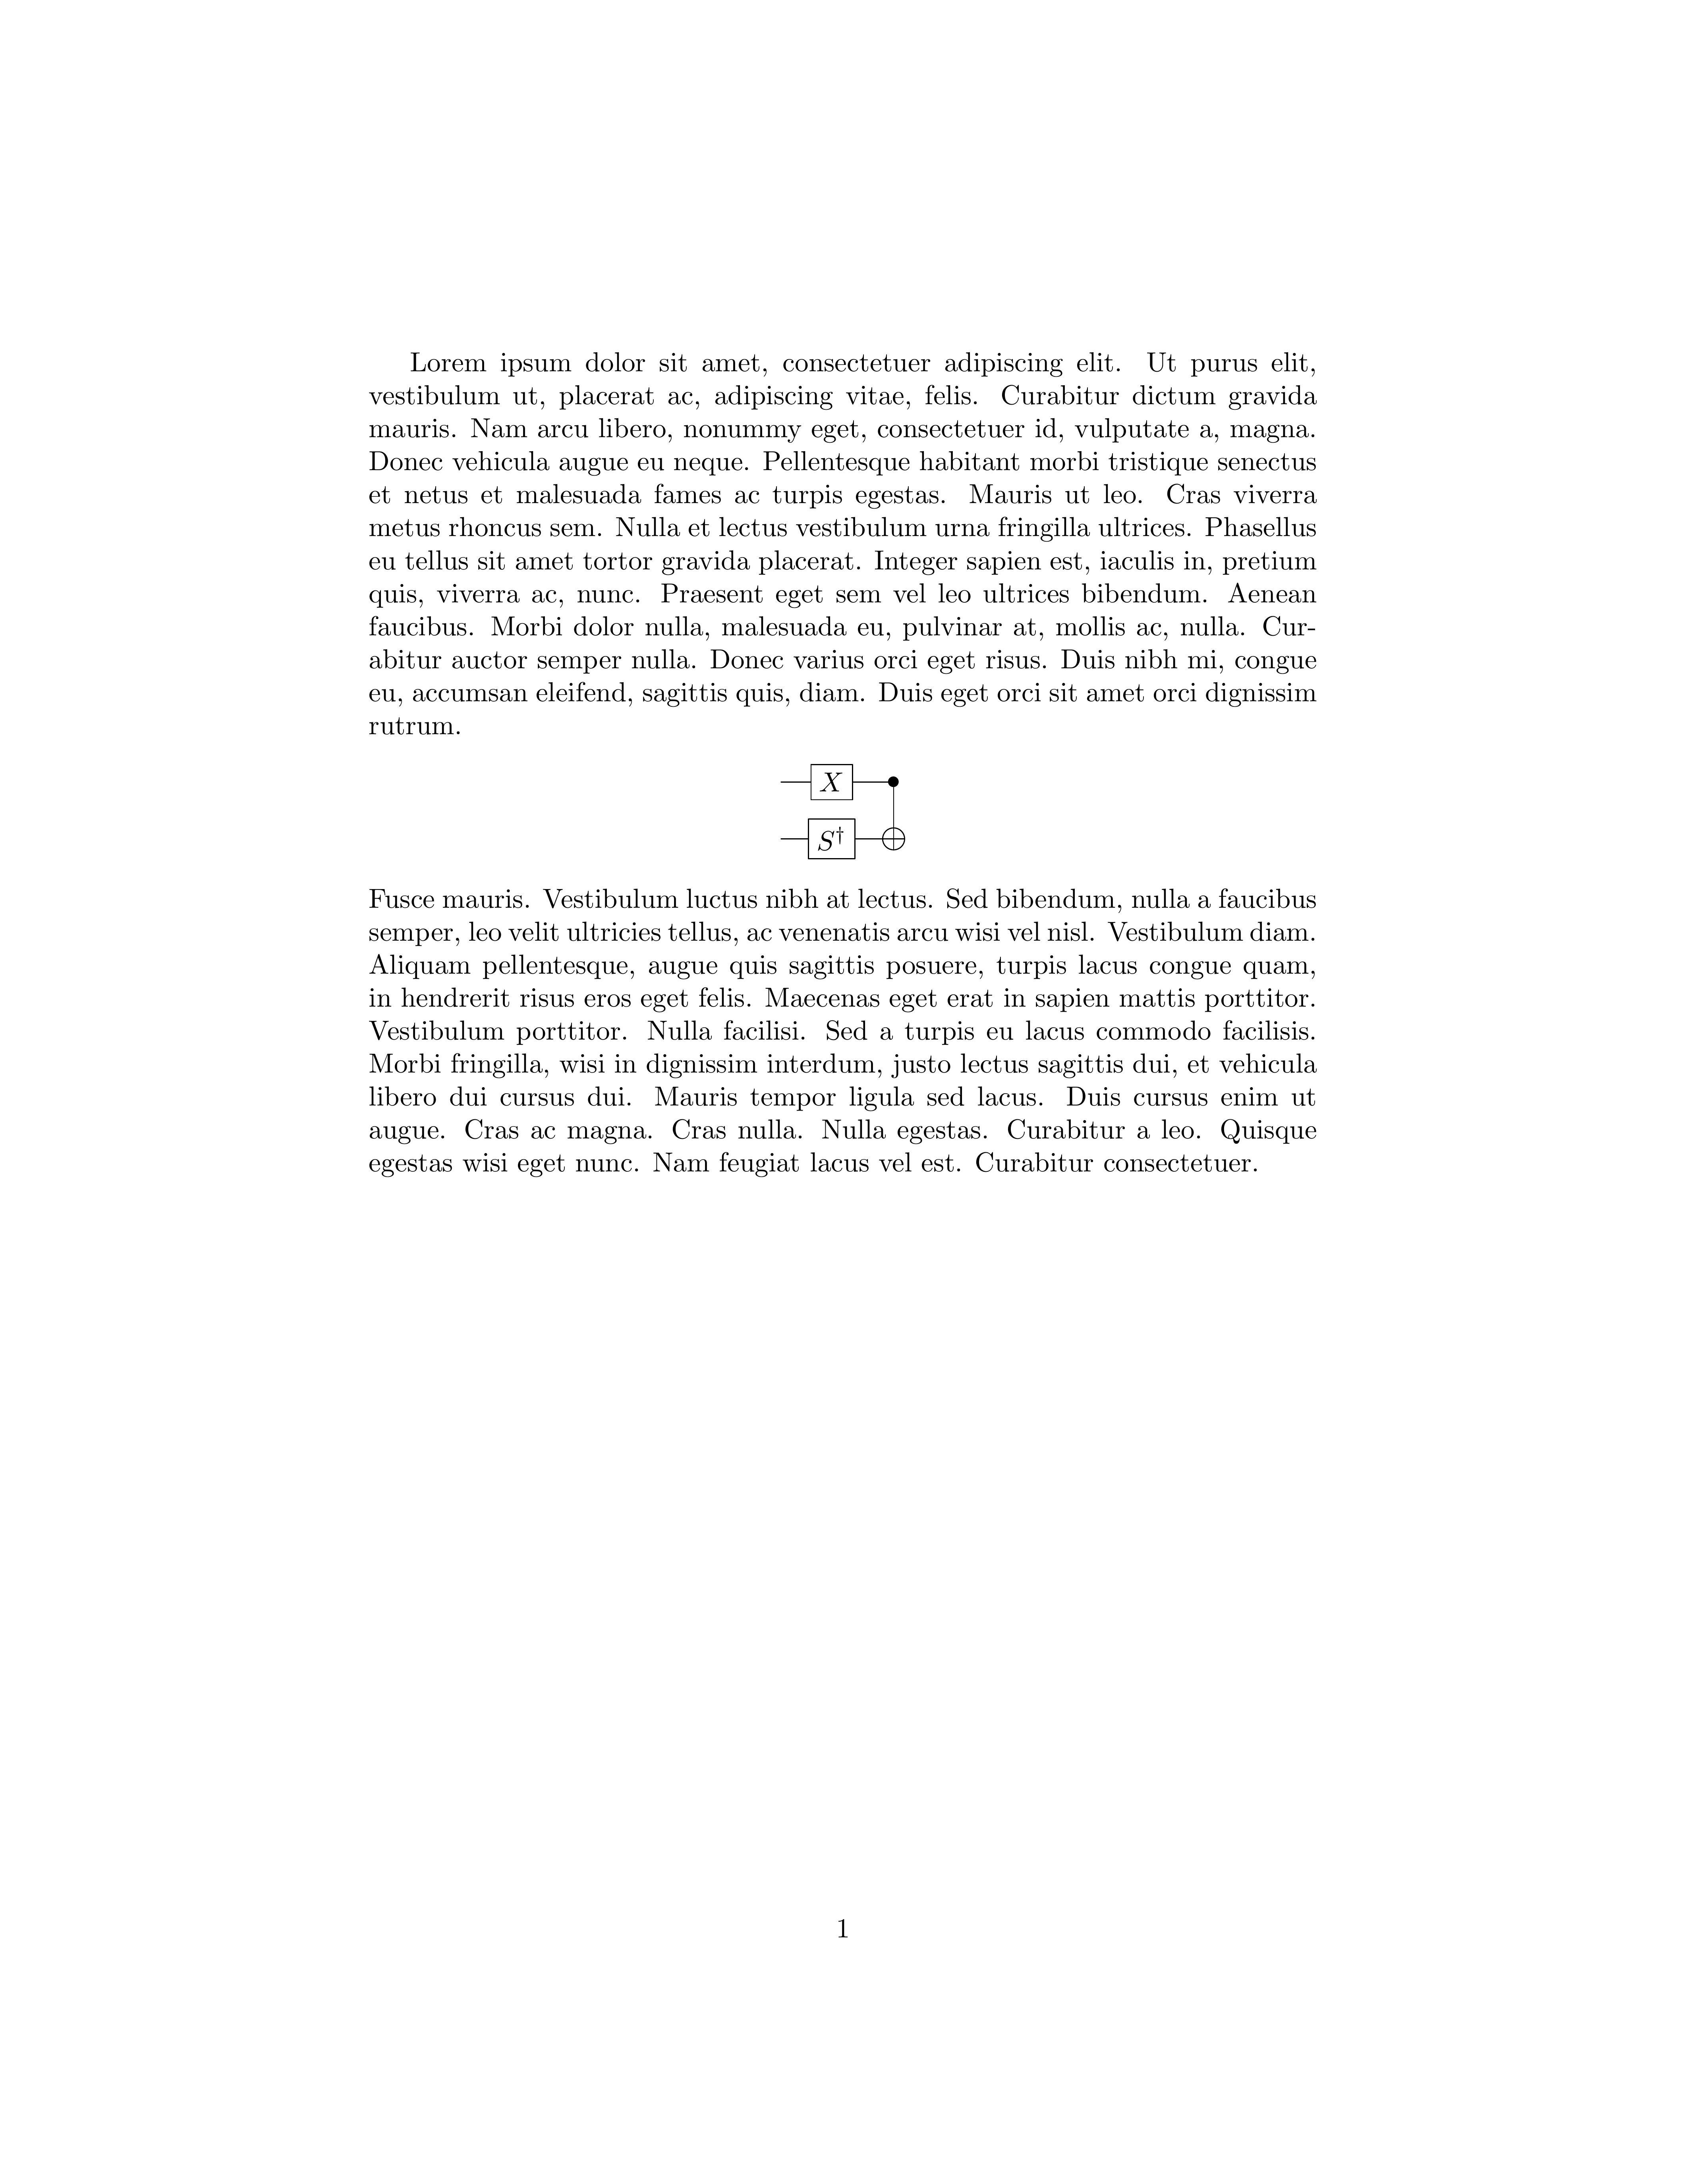 Lorem ipsum dolor sit amet, consectetuer adipiscing elit. Ut purus elit,
vestibulum ut, placerat ac, adipiscing vitae, felis. Curabitur dictum gravida
mauris. Nam arcu libero, nonummy eget, consectetuer id, vulputate a, magna.
Donec vehicula augue eu neque. Pellentesque habitant morbi tristique senectus
et netus et malesuada fames ac turpis egestas. Mauris ut leo. Cras viverra
metus rhoncus sem. Nulla et lectus vestibulum urna fringilla ultrices. Phasellus
eu tellus sit amet tortor gravida placerat. Integer sapien est, iaculis in, pretium
quis, viverra ac, nunc. Praesent eget sem vel leo ultrices bibendum. Aenean
faucibus. Morbi dolor nulla, malesuada eu, pulvinar at, mollis ac, nulla. Cur-
abitur auctor semper nulla. Donec varius orci eget risus. Duis nibh mi, congue
eu, accumsan eleifend, sagittis quis, diam. Duis eget orci sit amet orci dignissim
rutrum.
X
S†
Fusce mauris. Vestibulum luctus nibh at lectus. Sed bibendum, nulla a faucibus
semper, leo velit ultricies tellus, ac venenatis arcu wisi vel nisl. Vestibulum diam.
Aliquam pellentesque, augue quis sagittis posuere, turpis lacus congue quam,
in hendrerit risus eros eget felis. Maecenas eget erat in sapien mattis porttitor.
Vestibulum porttitor. Nulla facilisi. Sed a turpis eu lacus commodo facilisis.
Morbi fringilla, wisi in dignissim interdum, justo lectus sagittis dui, et vehicula
libero dui cursus dui. Mauris tempor ligula sed lacus. Duis cursus enim ut
augue. Cras ac magna. Cras nulla. Nulla egestas. Curabitur a leo. Quisque
egestas wisi eget nunc. Nam feugiat lacus vel est. Curabitur consectetuer.
1